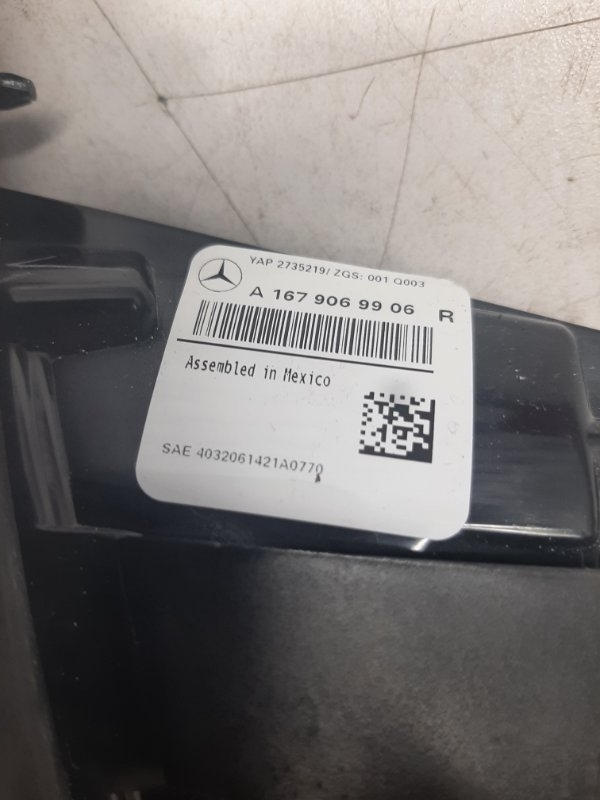 YAP 2735219/ ZGS: 001 Q003
A 167 906 99 06 R
Assembled in Mexico
SAE 4032061421A0770